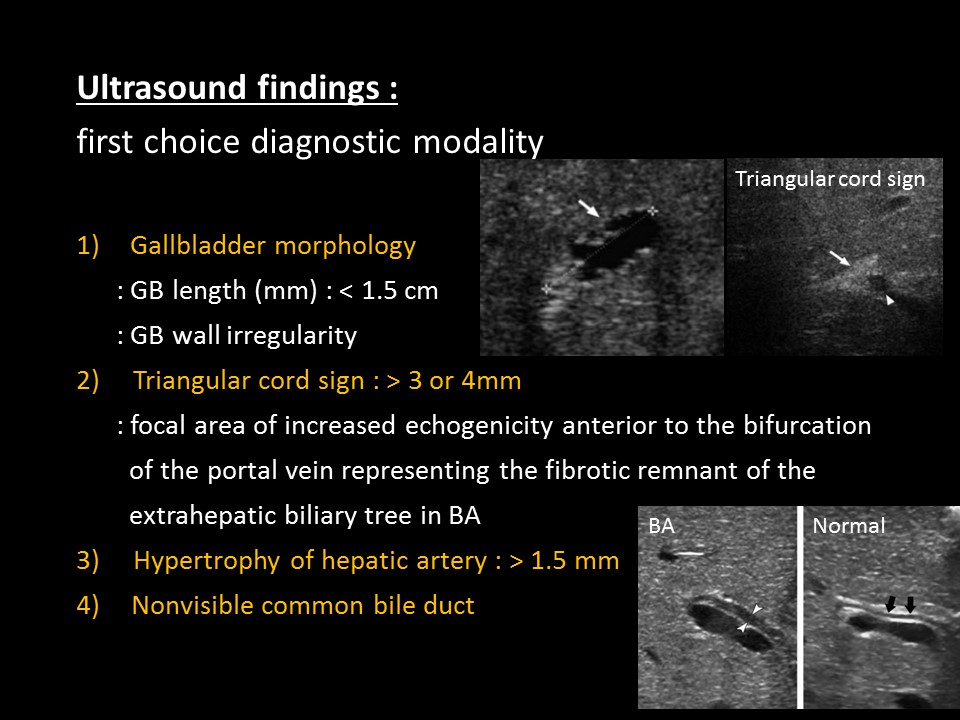 Ultrasound findings :
first choice diagnostic modality
Triangular cord sign
1) Gallbladder morphology
: GB length (mm) : < 1.5 cm
: GB wall irregularity
2) Triangular cord sign : > 3 or 4mm
: focal area of increased echogenicity anterior to the bifurcation
of the portal vein representing the fibrotic remnant of the
extrahepatic biliary tree in BA
BA Normal
3) Hypertrophy of hepatic artery : > 1.5 mm
4) Nonvisible common bile duct